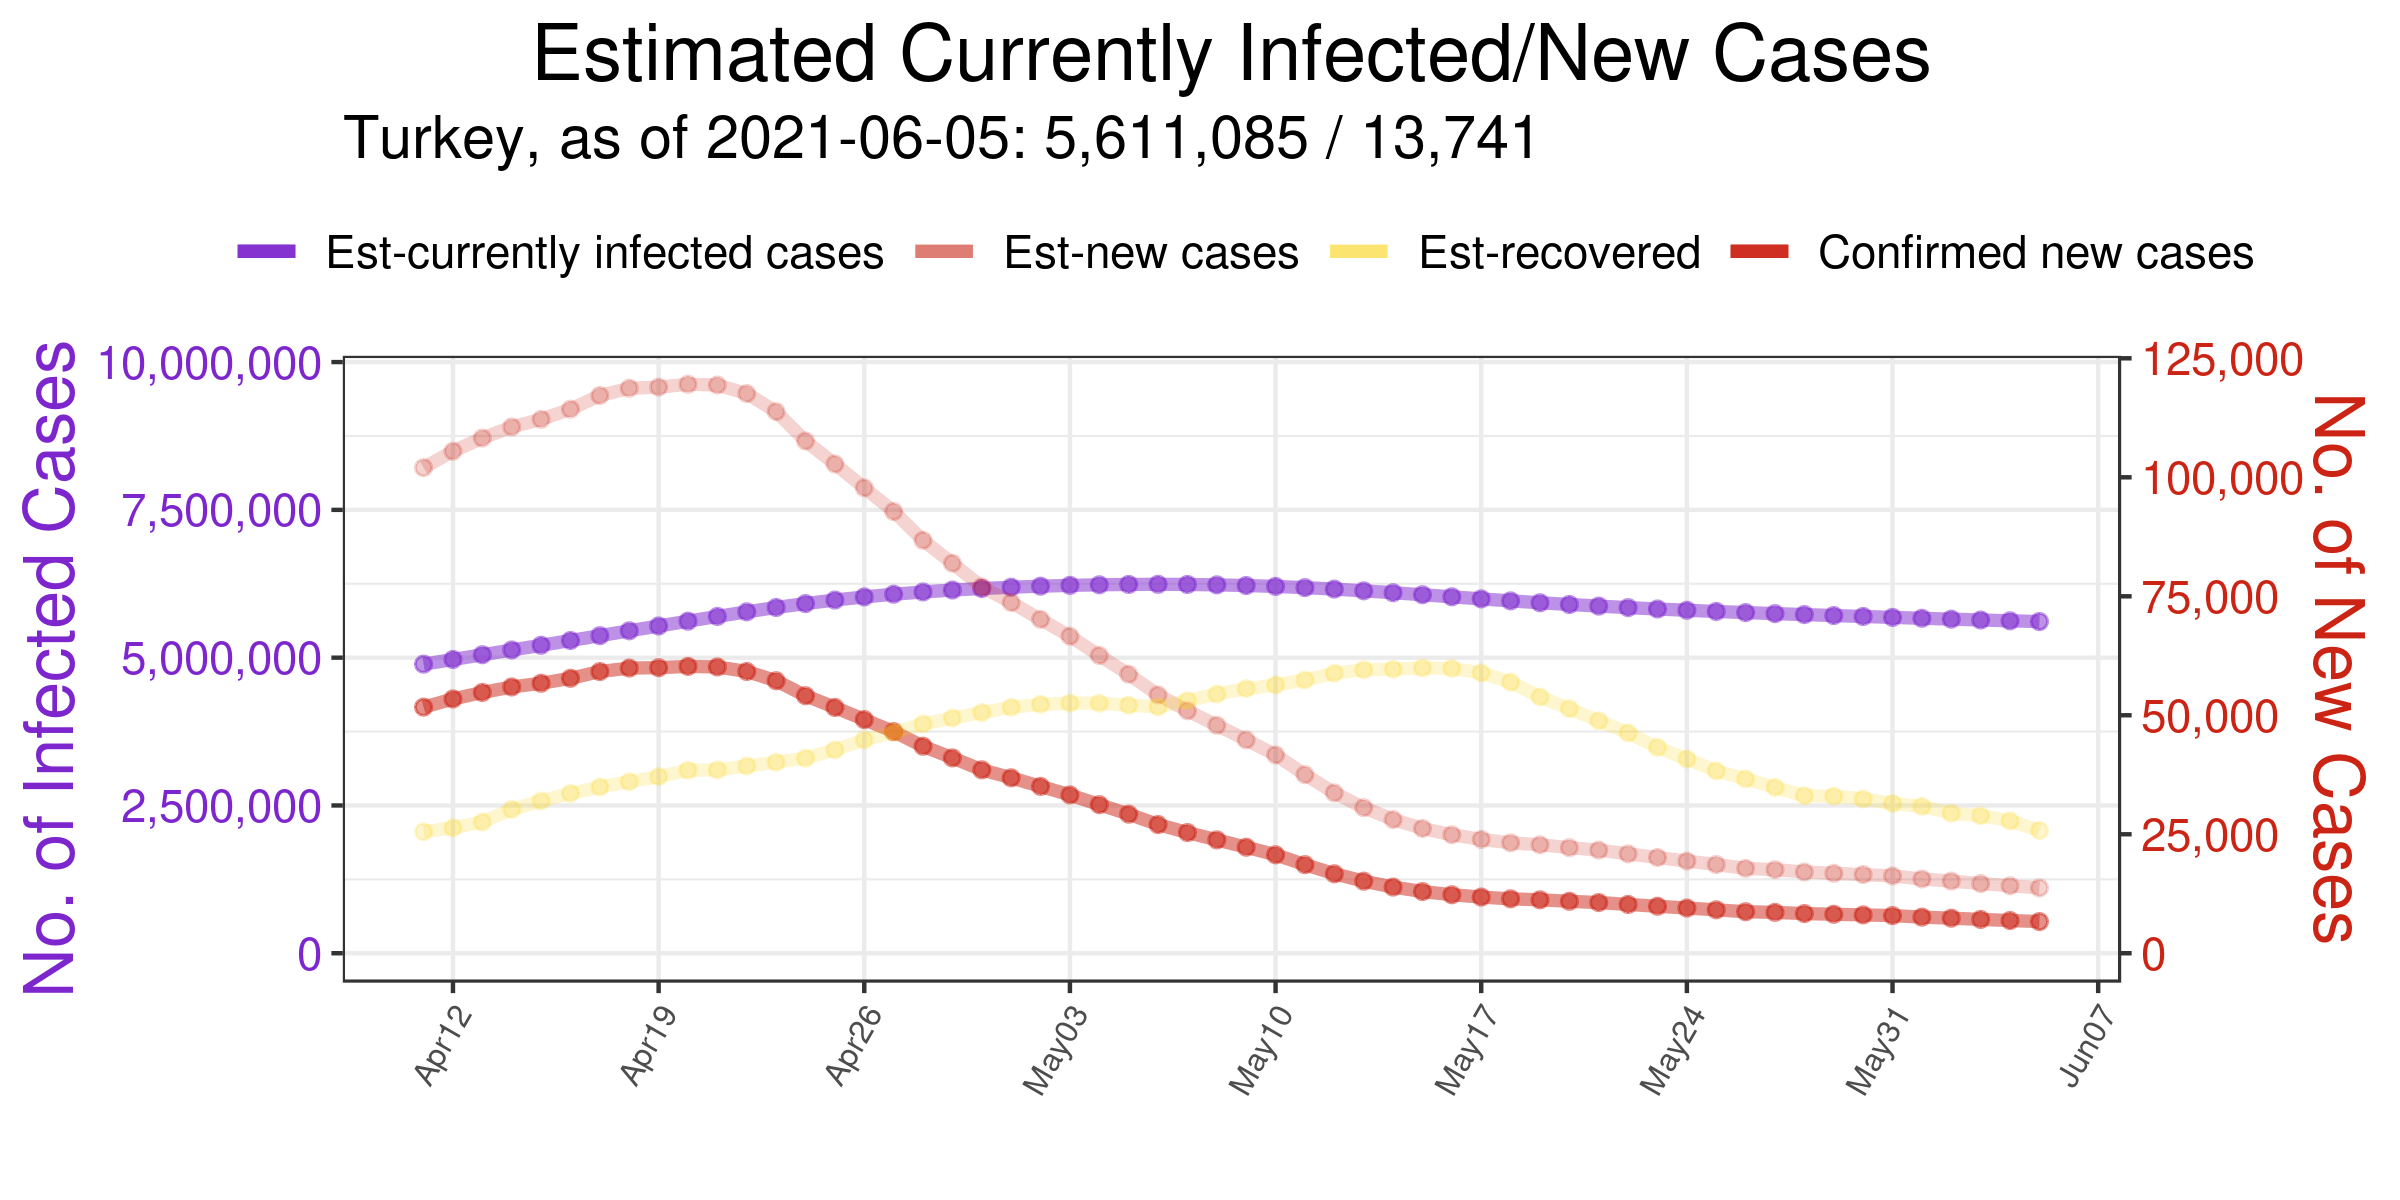 Estimated Currently Infected/New Cases
Turkey, as of 2021-06-05: 5,611,085 / 13,741
Est-currently infected cases Est-new cases Est-recovered Confirmed new cases
No. of Infected Cases
10,000,000
7,500,000
5,000,000
2,500,000
0
125,000
100,000
75,000
50,000
25,000
0
No. of New Cases
Apr12 Apr19 Apr26 May03 May10 May17 May24 May31 Jun07